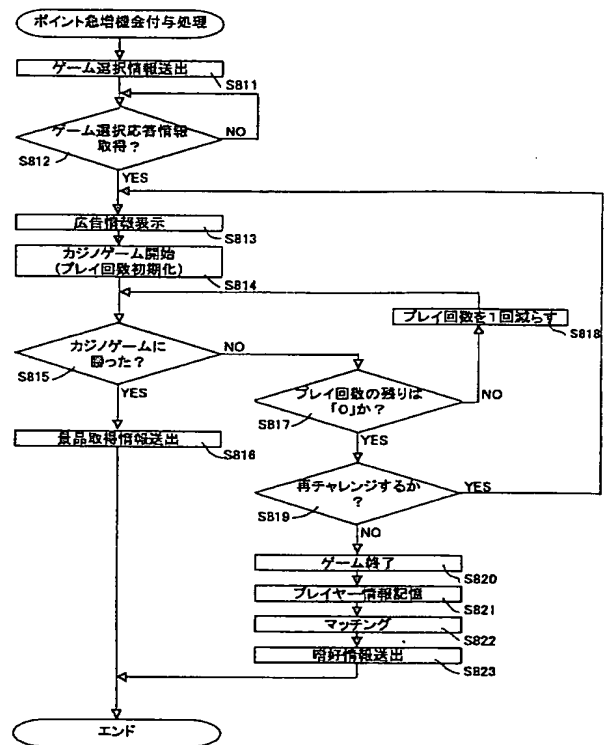 ポイント急増機会付与処理
ゲーム選択情報送出
S811
ゲーム選択応答情報
取得?
NO
S812
YES
広告情報表示
S813
カジノゲーム開始
(プレイ回数初期化)
S814
プレイ回数を1回減らす
S818
カジノゲームに
勝った?
NO
S815
YES
プレイ回数の残りは
「0」か?
NO
S817
YES
景品取得情報送出
S816
再チャレンジするか
?
YES
S819
NO
ゲーム終了
S820
プレイヤー情報記憶
S821
マッチング
S822
嗜好情報送出
S823
エンド